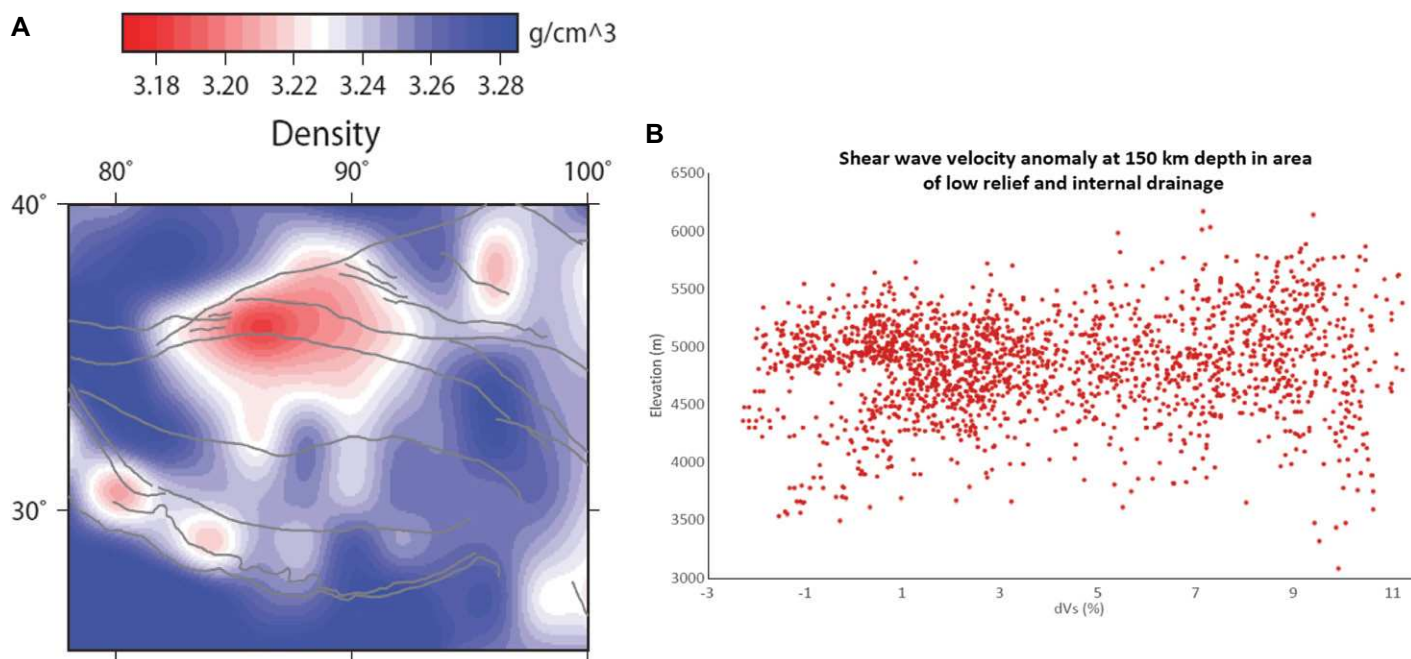 A
g/cm^3
3.18 3.20 3.22 3.24 3.26 3.28
Density
80° 90° 100°
40°
30°
B
Shear wave velocity anomaly at 150 km depth in area
of low relief and internal drainage
6500
6000
5500
5000
4500
4000
3500
3000
Elevation (m)
-3 -1 1 3 5 7 9 11
dVs (%)